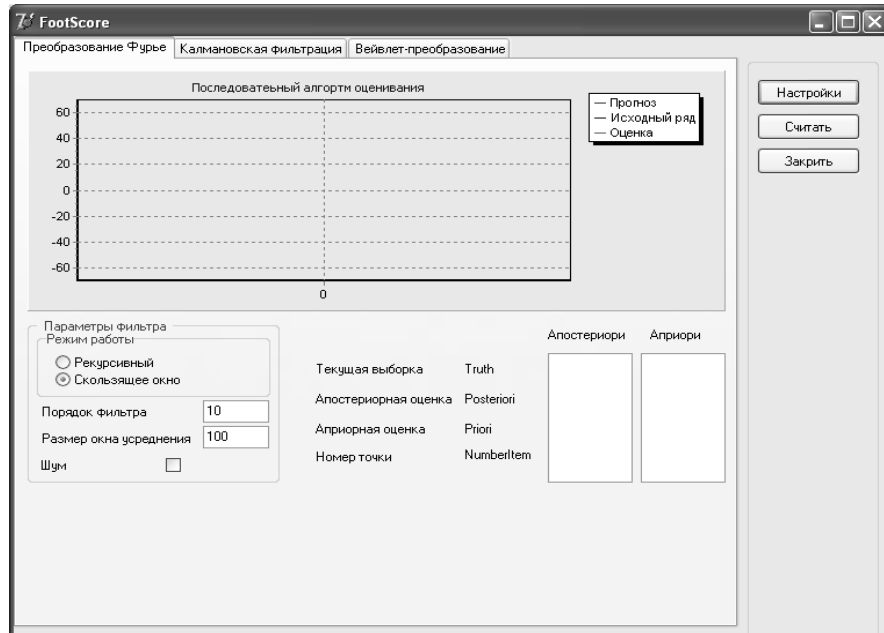 FootScore
Преобразование Фурье Калмановская фильтрация Вейвлет-преобразование
Последоватеьный алгортм оценивания
60
40
20
0
-20
-40
-60
0
Прогноз
Исходный ряд
Оценка
Настройки
Считать
Закрить
Параметры фильтра
Режим работы
Рекурсивный
Скользящее окно
Порядок фильтра 10
Размер окна усреднения 100
Шум
Текущая выборка Truth
Апостериорная оценка Posteriori
Априорная оценка Priori
Номер точки NumberItem
Апостериори Априори